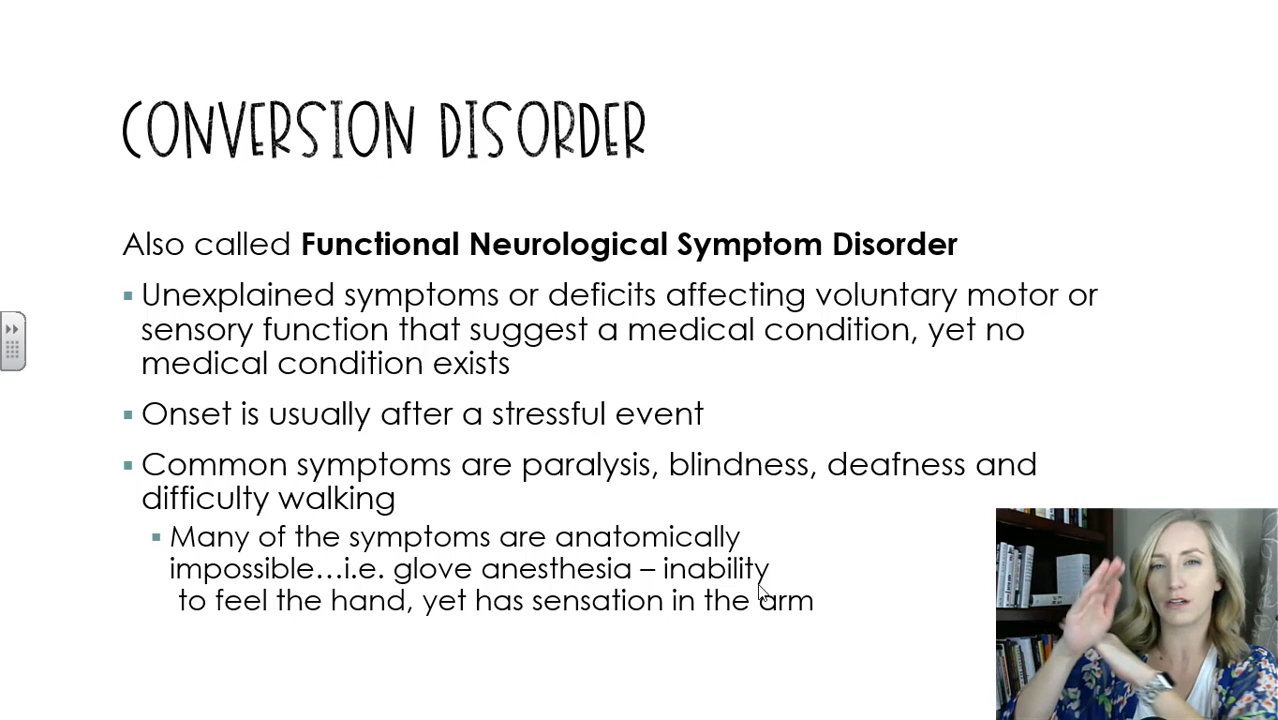 CONVERSION DISORDER
Also called Functional Neurological Symptom Disorder
Unexplained symptoms or deficits affecting voluntary motor or
sensory function that suggest a medical condition, yet no
medical condition exists
Onset is usually after a stressful event
Common symptoms are paralysis, blindness, deafness and
difficulty walking
Many of the symptoms are anatomically
impossible…i.e. glove anesthesia – inability
to feel the hand, yet has sensation in the arm